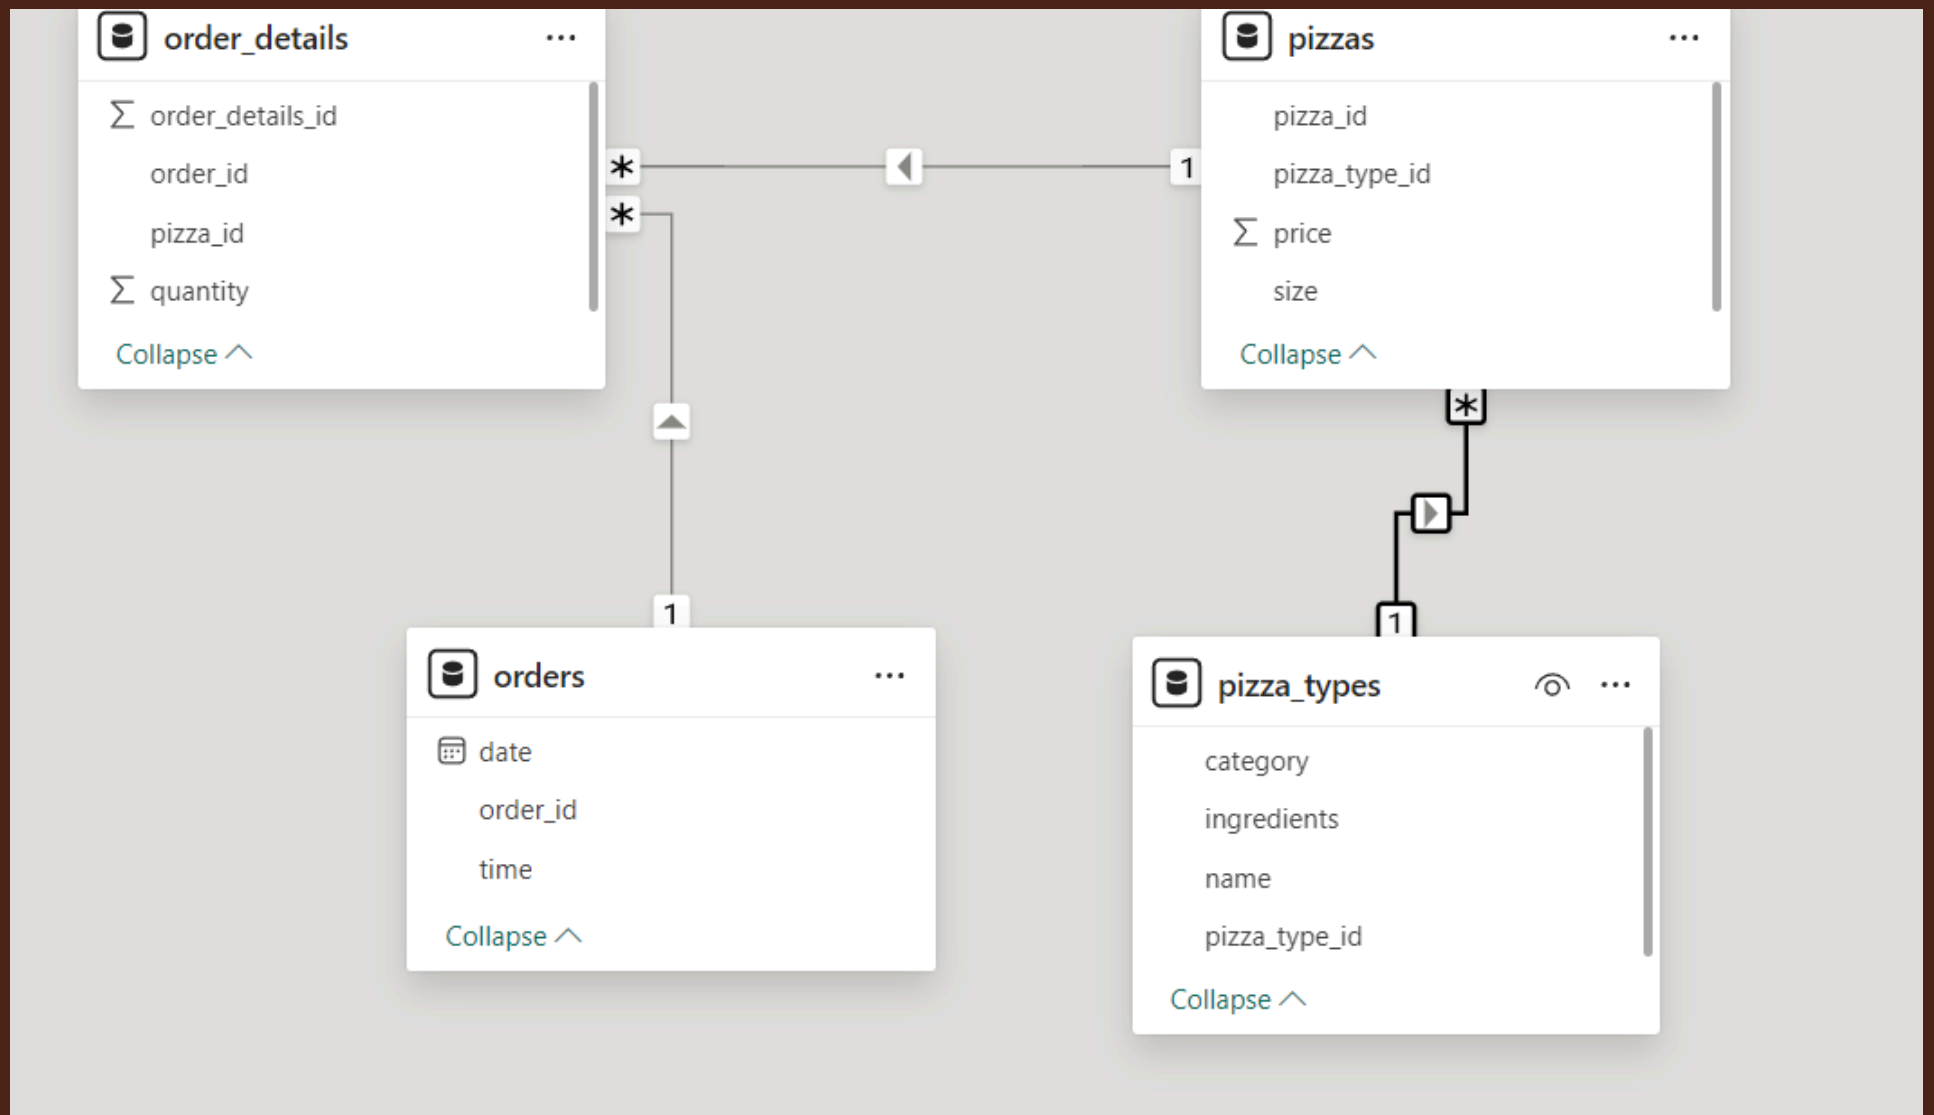 order_details ...
order_details_id
order_id
pizza_id
quantity
Collapse
pizzas ...
pizza_id
pizza_type_id
price
size
Collapse
* 1
*
1
*
1
orders ...
date
order_id
time
Collapse
pizza_types ...
category
ingredients
name
pizza_type_id
Collapse